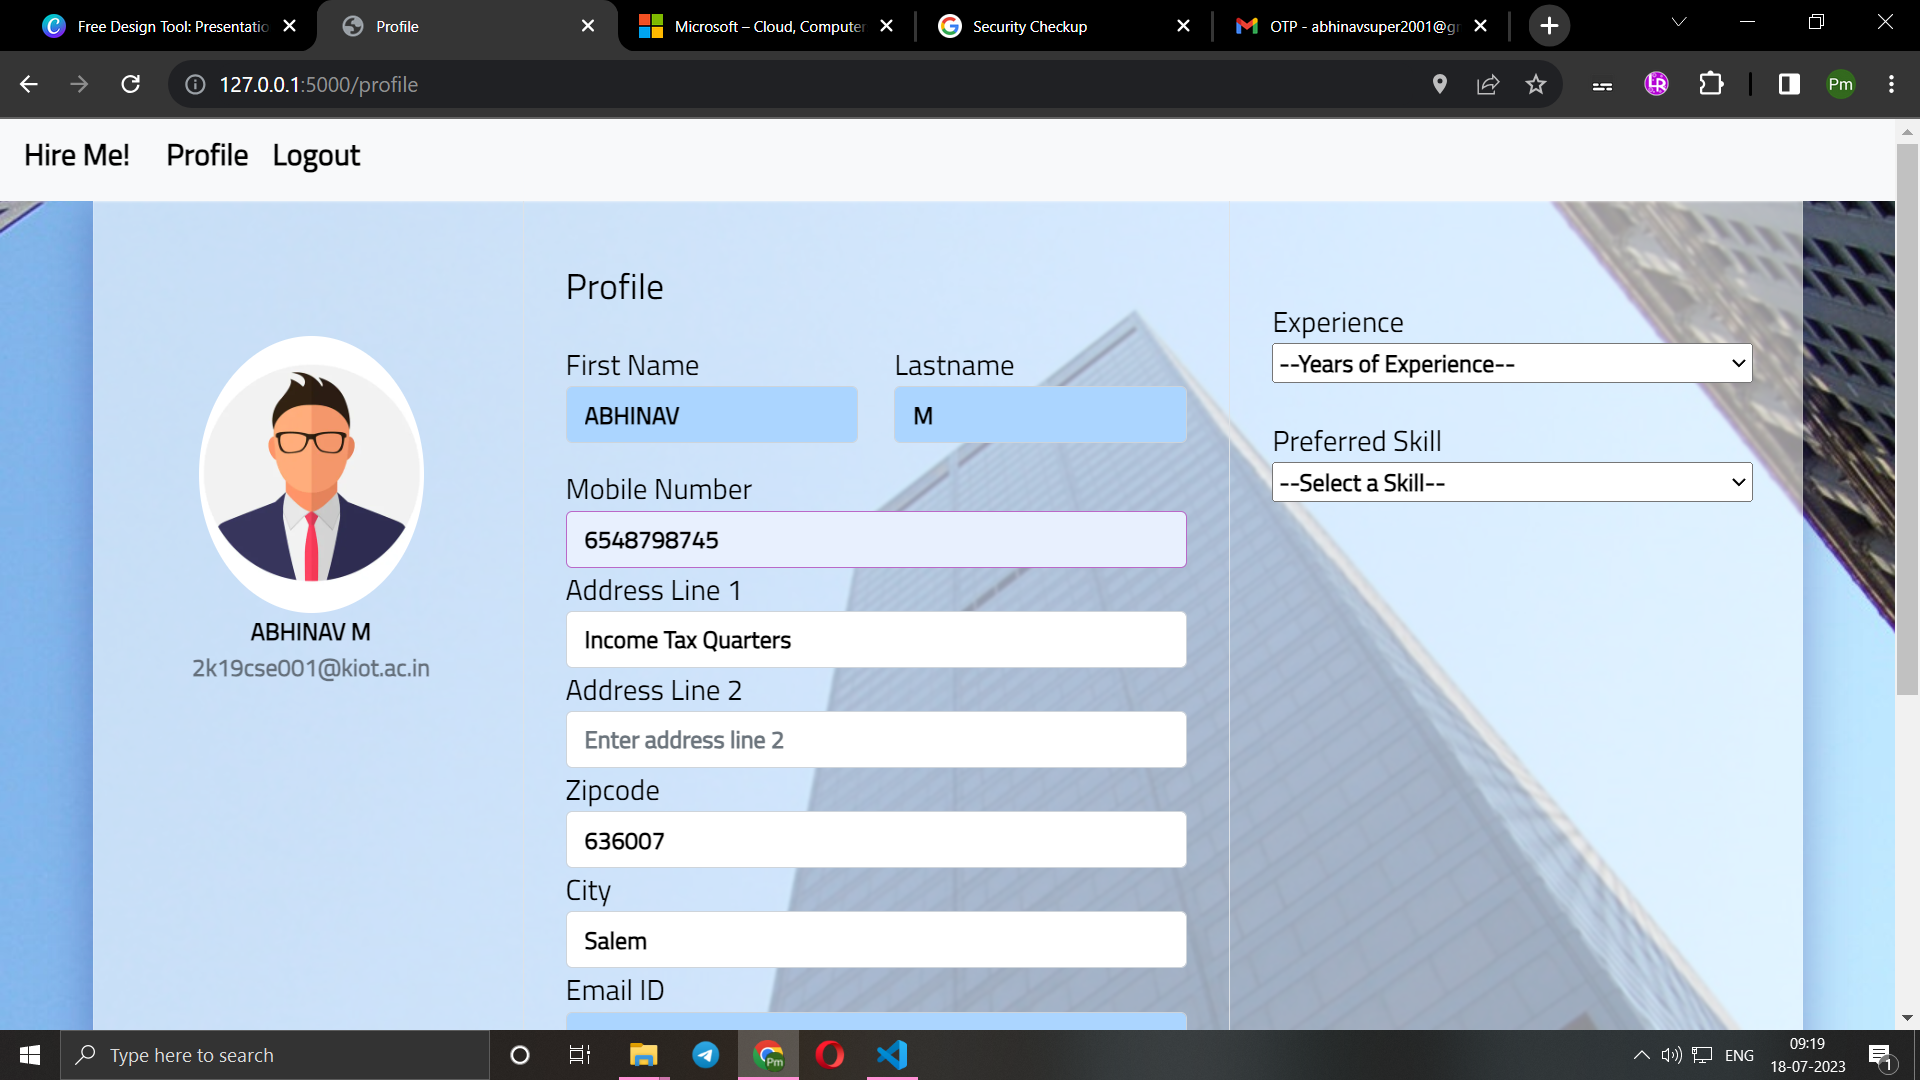 Free Design Tool: Presentatio
Profile
Microsoft – Cloud, Computer
Security Checkup
OTP - abhinavsuper2001@gr
127.0.0.1:5000/profile
Pm
Hire Me! Profile Logout
Profile
First Name
Lastname
ABHINAV
M
Mobile Number
6548798745
Address Line 1
Income Tax Quarters
Address Line 2
Enter address line 2
Zipcode
636007
City
Salem
Email ID
ABHINAV M
2k19cse001@kiot.ac.in
Experience
--Years of Experience--
Preferred Skill
--Select a Skill--
Type here to search
Pm
ENG
09:19
18-07-2023
1